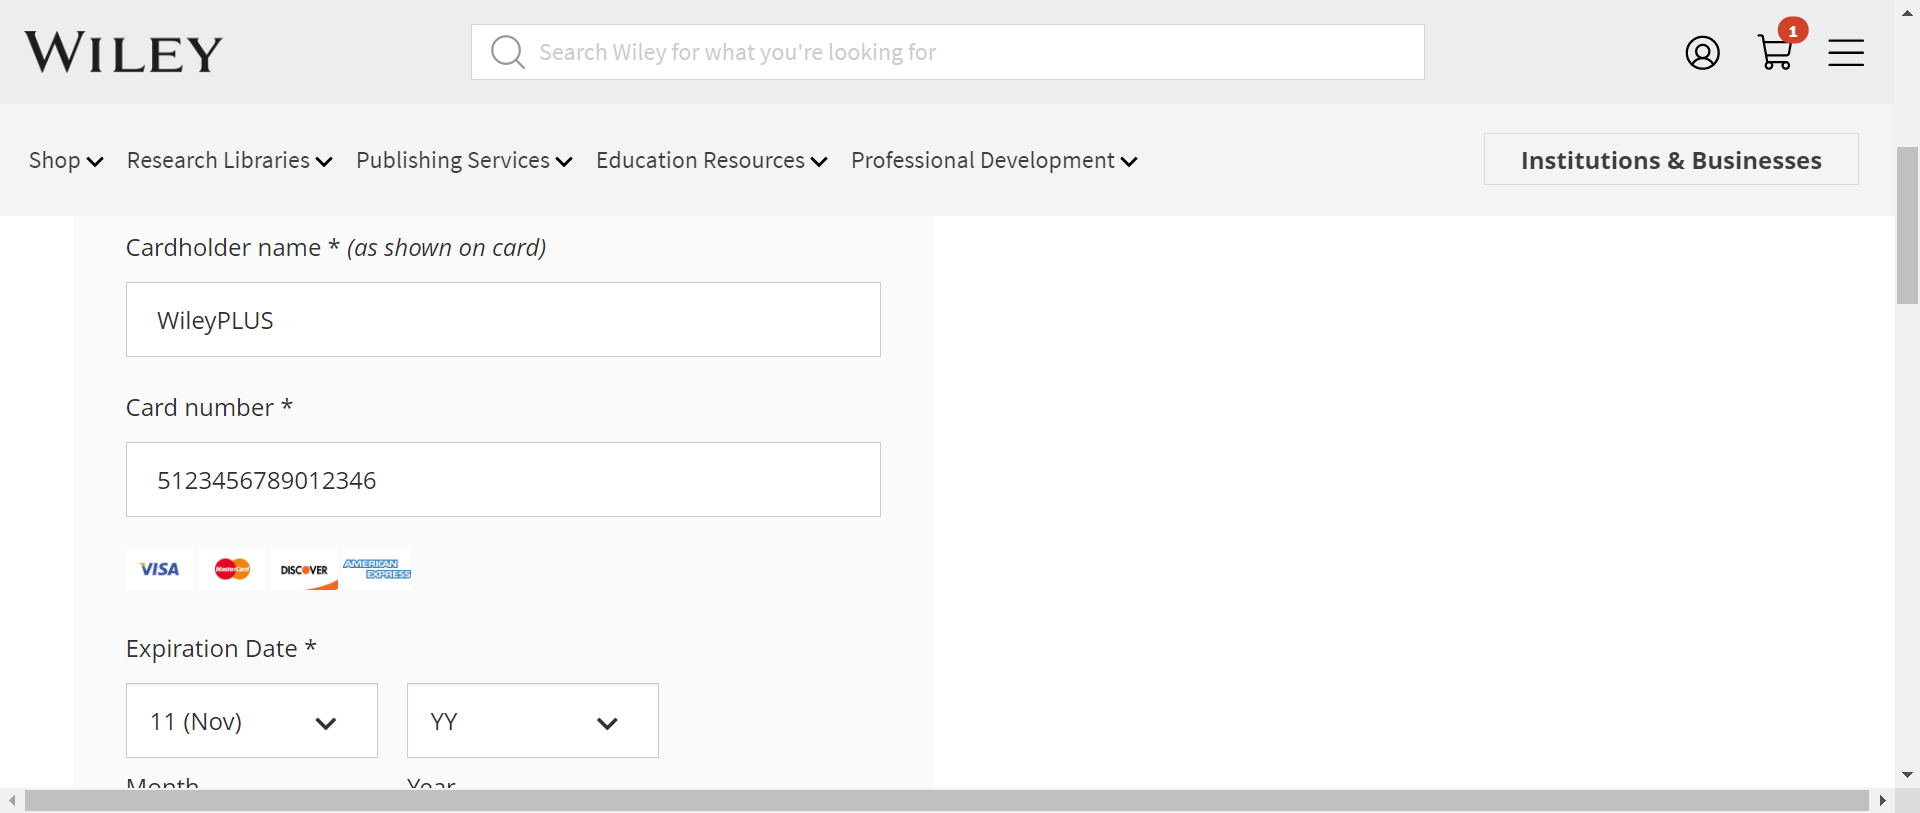 WILEY
Search Wiley for what you're looking for
1
Shop Research Libraries Publishing Services Education Resources Professional Development Institutions & Businesses
Cardholder name * (as shown on card)
WileyPLUS
Card number *
5123456789012346
VISA MasterCard DISCOVER AMERICAN EXPRESS
Expiration Date *
11 (Nov) YY
Month Year